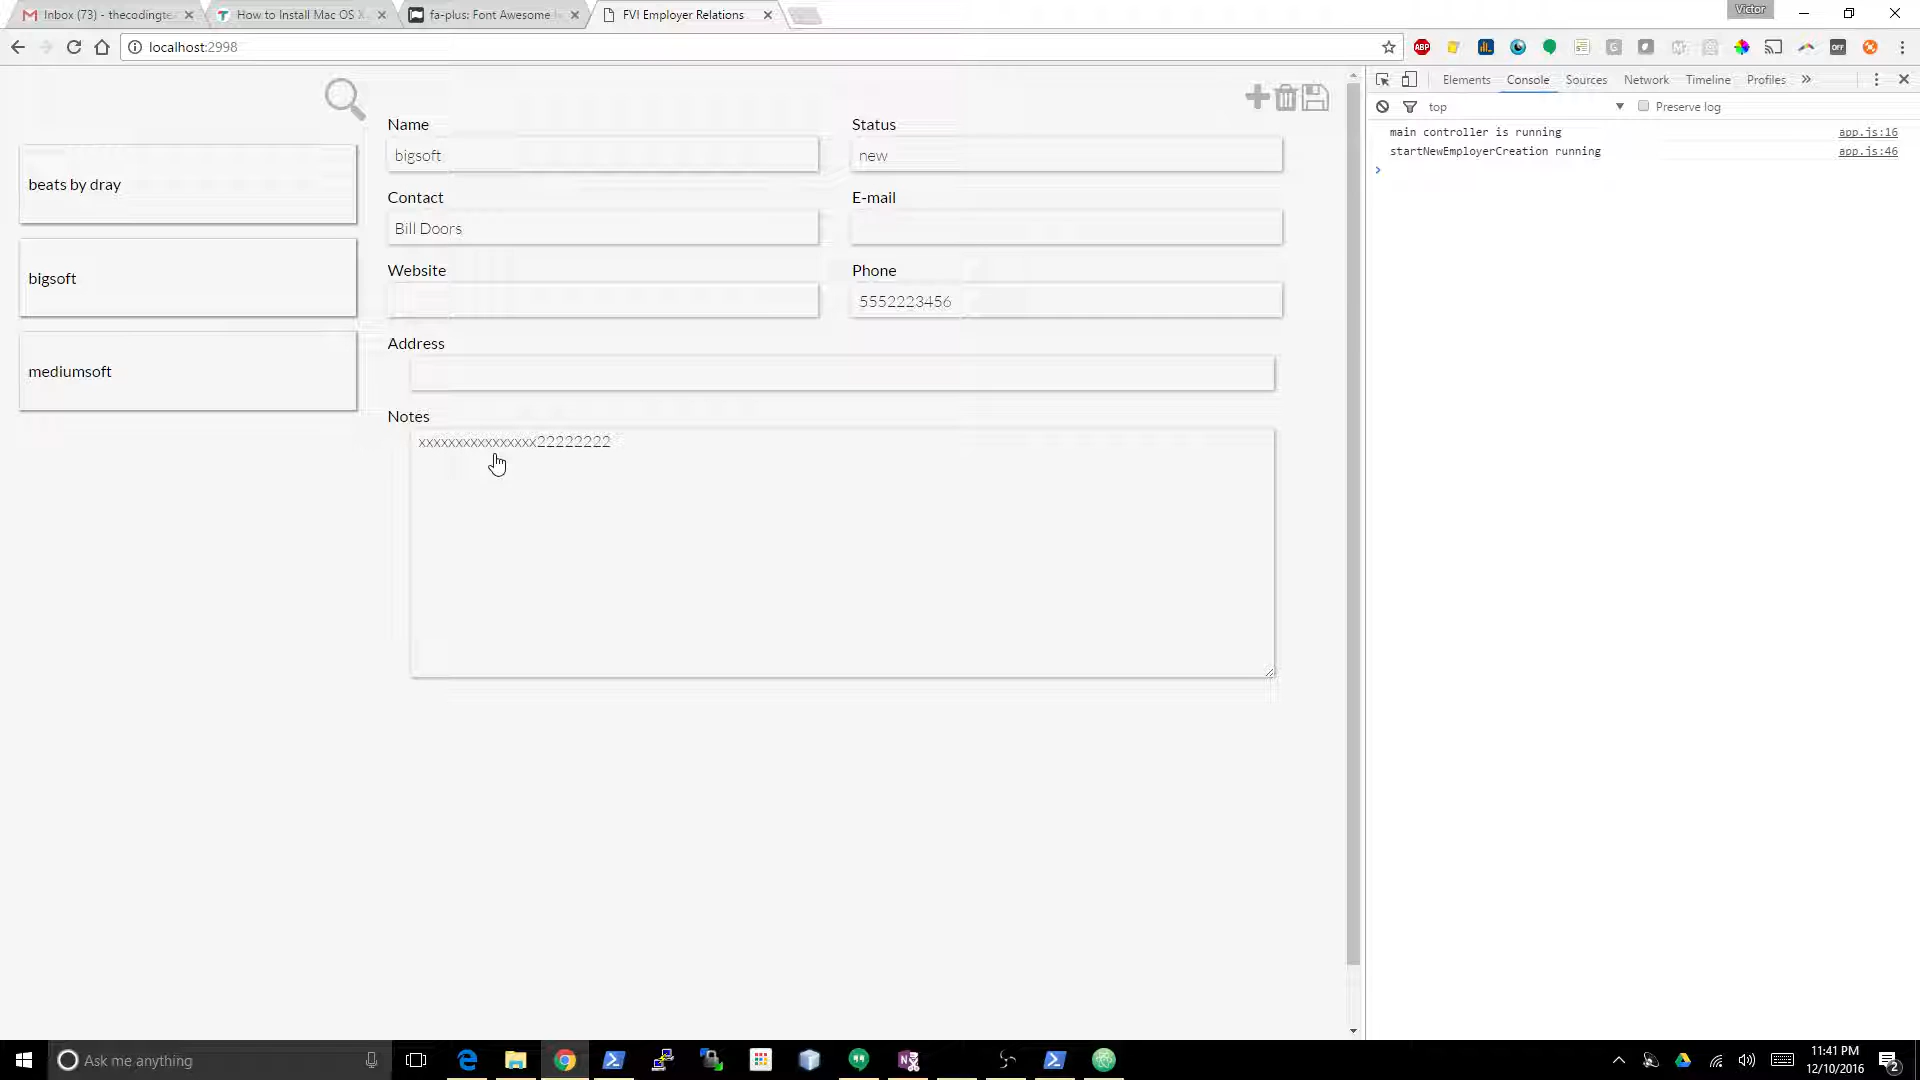 Inbox (73) - thecodingte
How to Install Mac OS X
fa-plus: Font Awesome
FVI Employer Relations
Victor
localhost:2998
ABP
OFF
Elements
Console
Sources
Network
Timeline
Profiles
top
Preserve log
main controller is running
app.js:16
startNewEmployerCreation running
app.js:46
beats by dray
bigsoft
mediumsoft
Name
bigsoft
Status
new
Contact
Bill Doors
E-mail
Website
Phone
5552223456
Address
Notes
xxxxxxxxxxxxxxxx22222222
Ask me anything
11:41 PM
12/10/2016
2